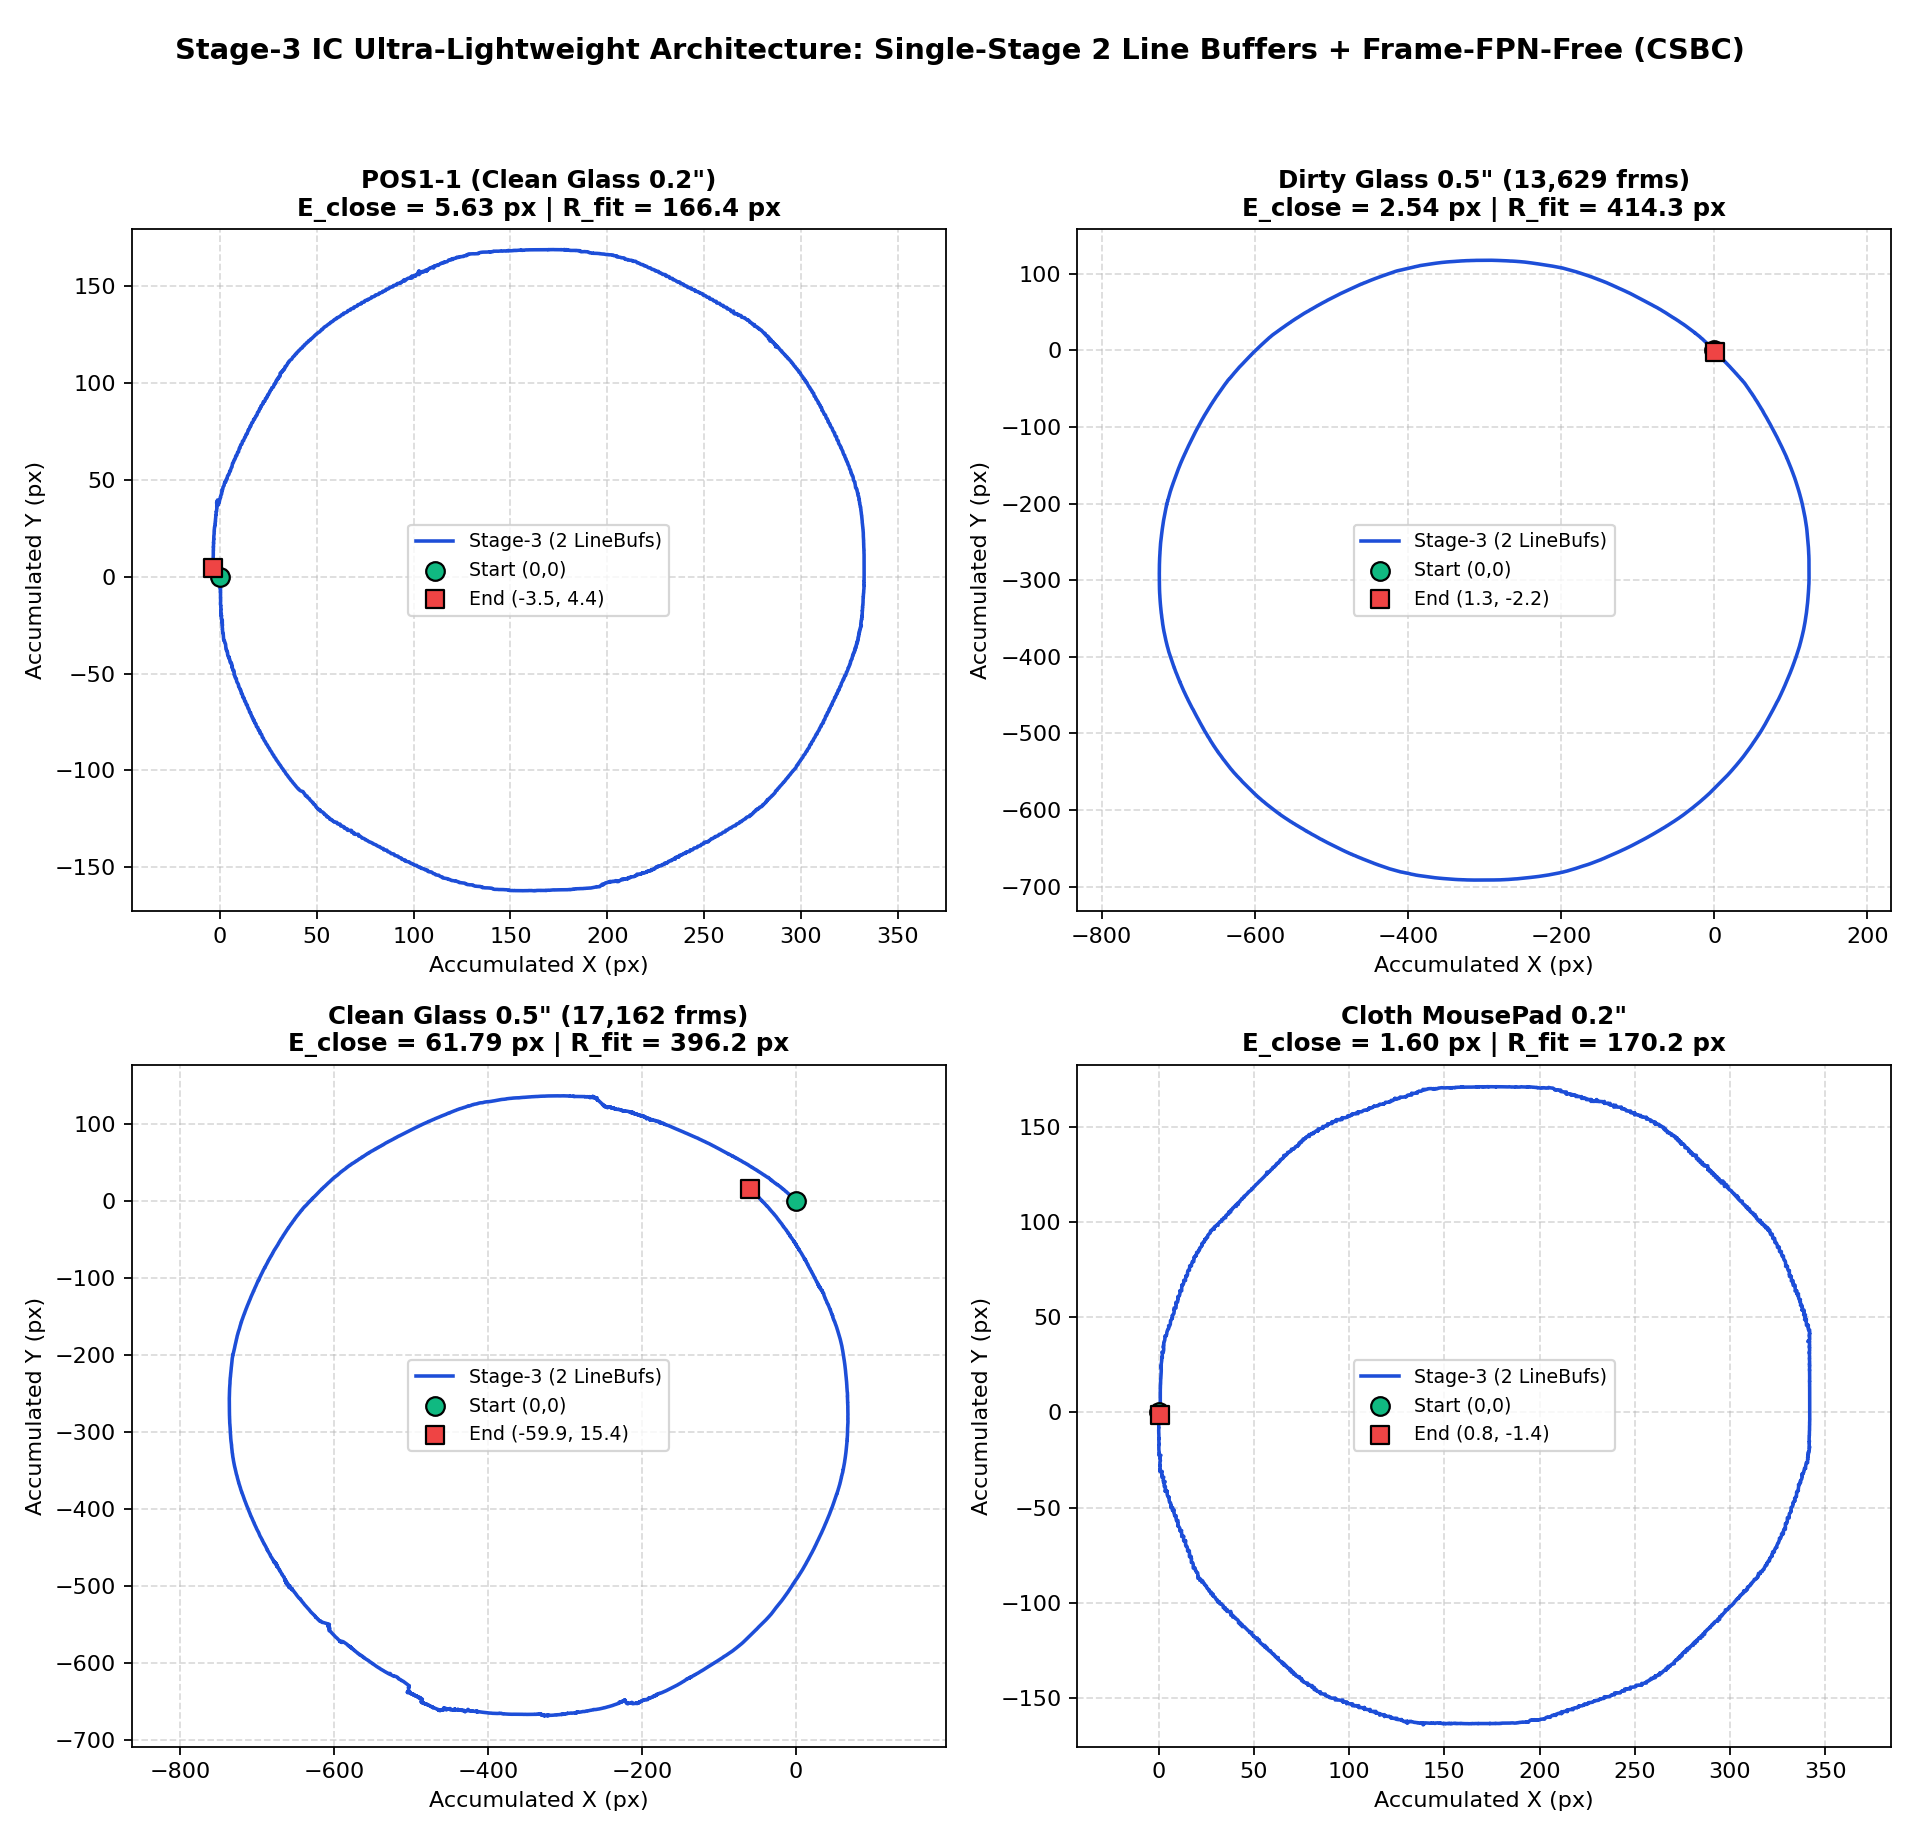 Stage-3 IC Ultra-Lightweight Architecture: Single-Stage 2 Line Buffers + Frame-FPN-Free (CSBC)
POS1-1 (Clean Glass 0.2")
E_close = 5.63 px | R_fit = 166.4 px
Accumulated Y (px)
150
100
50
0
−50
−100
−150
Stage-3 (2 LineBufs)
Start (0,0)
End (-3.5, 4.4)
0 50 100 150 200 250 300 350
Accumulated X (px)
Dirty Glass 0.5" (13,629 frms)
E_close = 2.54 px | R_fit = 414.3 px
Accumulated Y (px)
100
0
−100
−200
−300
−400
−500
−600
−700
Stage-3 (2 LineBufs)
Start (0,0)
End (1.3, -2.2)
−800 −600 −400 −200 0 200
Accumulated X (px)
Clean Glass 0.5" (17,162 frms)
E_close = 61.79 px | R_fit = 396.2 px
Accumulated Y (px)
100
0
−100
−200
−300
−400
−500
−600
−700
Stage-3 (2 LineBufs)
Start (0,0)
End (-59.9, 15.4)
−800 −600 −400 −200 0
Accumulated X (px)
Cloth MousePad 0.2"
E_close = 1.60 px | R_fit = 170.2 px
Accumulated Y (px)
150
100
50
0
−50
−100
−150
Stage-3 (2 LineBufs)
Start (0,0)
End (0.8, -1.4)
0 50 100 150 200 250 300 350
Accumulated X (px)